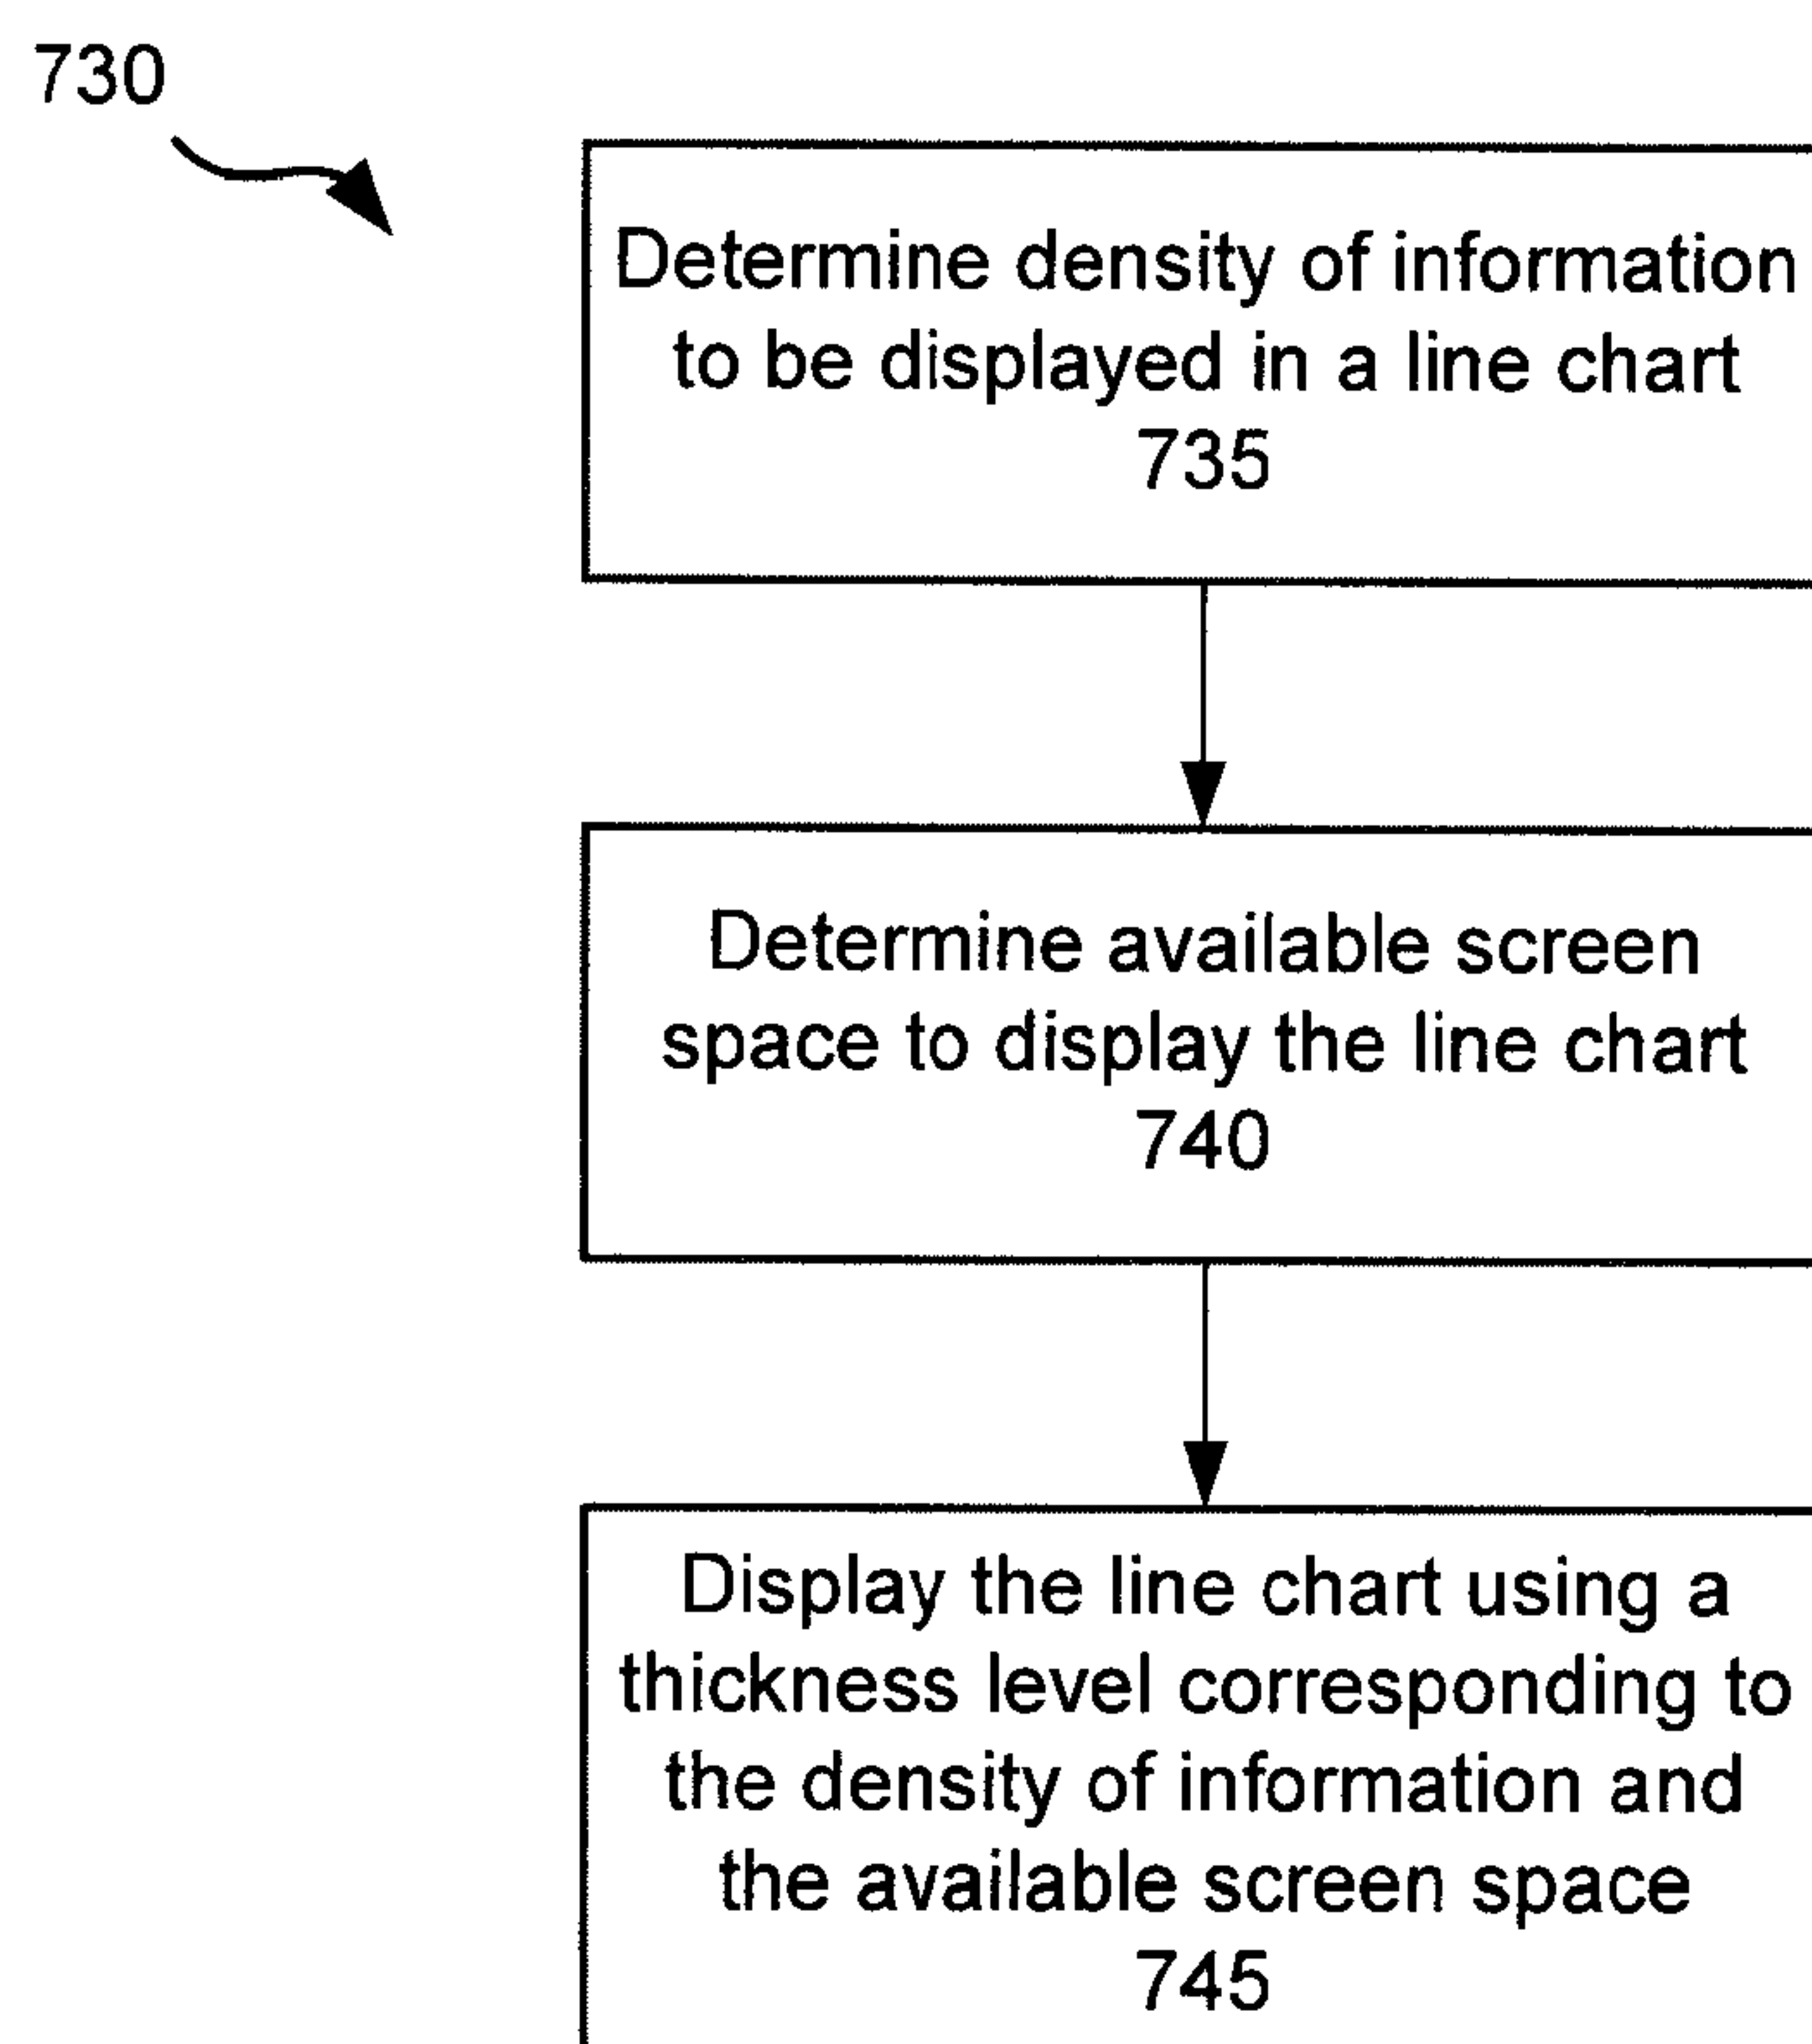 730
Determine density of information
to be displayed in a line chart
735
Determine available screen
space to display the line chart
740
Display the line chart using a
thickness level corresponding to
the density of information and
the available screen space
745